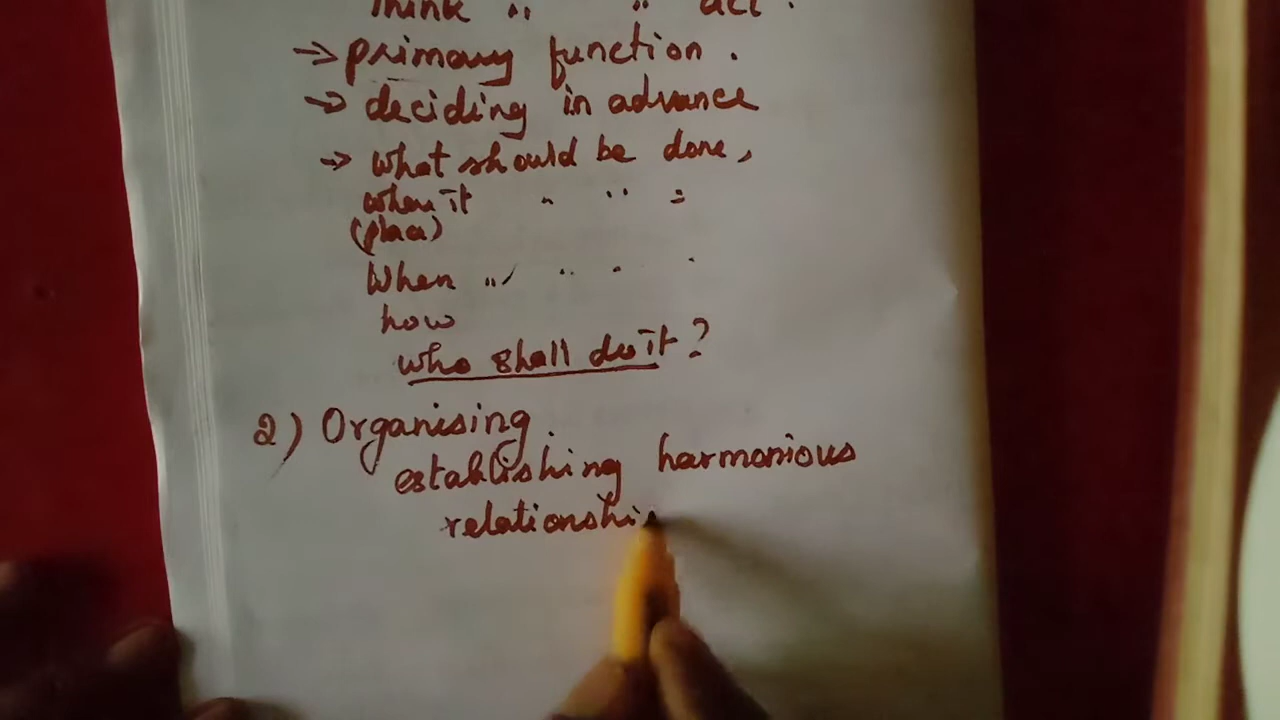 think " " act.
→ primary function.
→ deciding in advance
→ what should be done,
when it " " "
(place)
When " " " "
how
who shall do it?
2) Organising.
establishing harmonious
relationshi